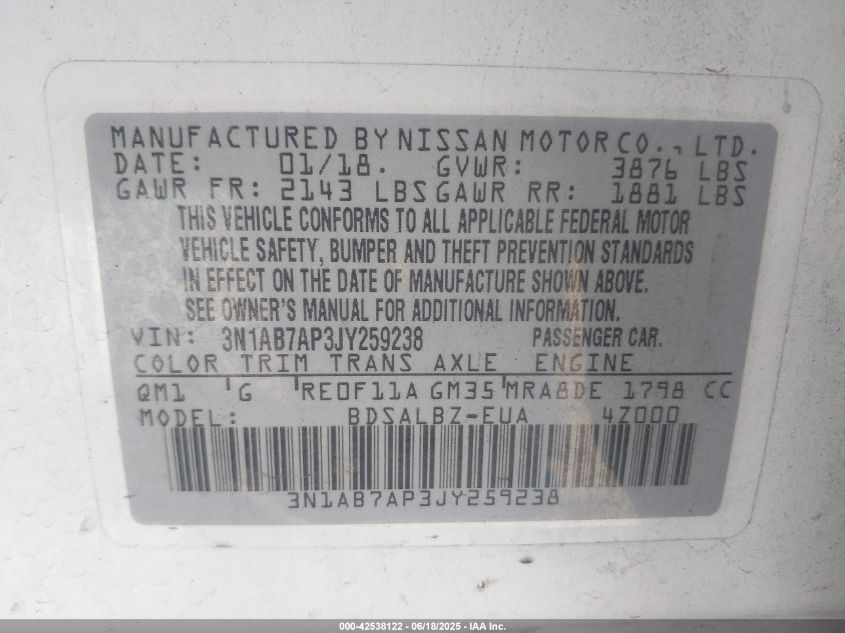 MANUFACTURED BY NISSAN MOTOR CO., LTD.
DATE: 01/18. GVWR: 3876 LBS
GAWR FR: 2143 LBS GAWR RR: 1881 LBS
THIS VEHICLE CONFORMS TO ALL APPLICABLE FEDERAL MOTOR
VEHICLE SAFETY, BUMPER AND THEFT PREVENTION STANDARDS
IN EFFECT ON THE DATE OF MANUFACTURE SHOWN ABOVE.
SEE OWNER'S MANUAL FOR ADDITIONAL INFORMATION.
VIN: 3N1AB7AP3JY259238 PASSENGER CAR.
COLOR TRIM TRANS AXLE ENGINE
QM1 'G 'RE0F11A GM35 'MRA8DE 1798 CC
MODEL: BDSALBZ-EUA 4Z000
3N1AB7AP3JY259238
000-42538122 - 06/18/2025 - IAA Inc.